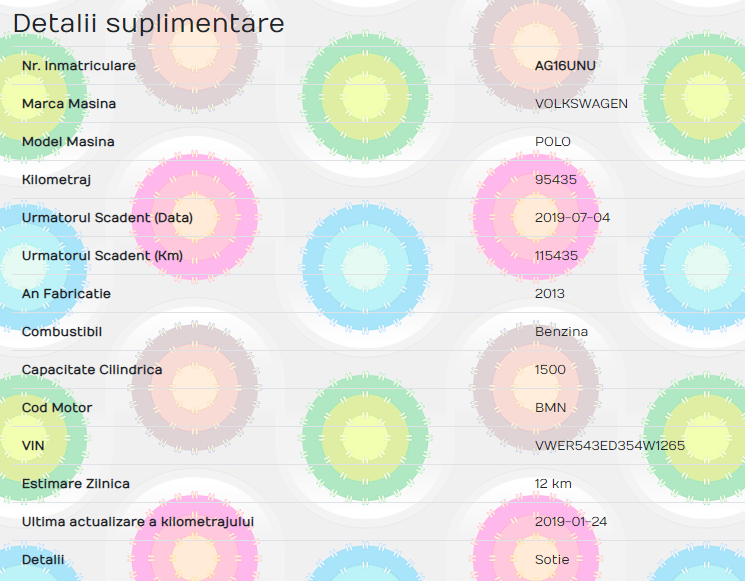 Detalii suplimentare
Nr. Inmatriculare AG16UNU
Marca Masina VOLKSWAGEN
Model Masina POLO
Kilometraj 95435
Urmatorul Scadent (Data) 2019-07-04
Urmatorul Scadent (Km) 115435
An Fabricatie 2013
Combustibil Benzina
Capacitate Cilindrica 1500
Cod Motor BMN
VIN VWER543ED354W1265
Estimare Zilnica 12 km
Ultima actualizare a kilometrajului 2019-01-24
Detalii Sotie